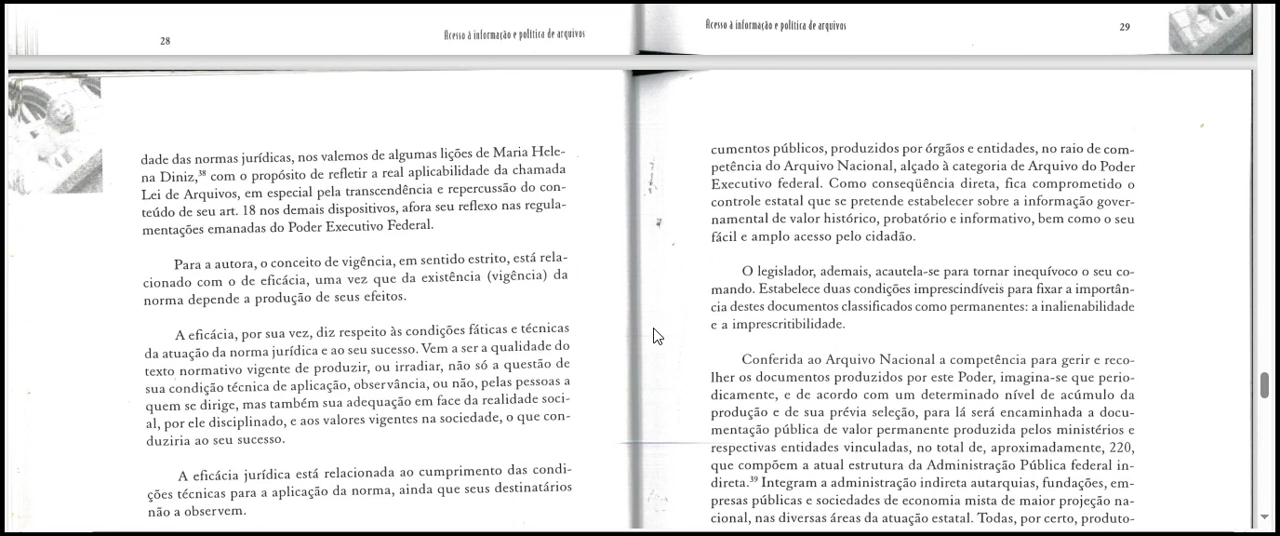 28
Acesso à informação e política de arquivos
dade das normas jurídicas, nos valemos de algumas lições de Maria Hele-
na Diniz,³⁸ com o propósito de refletir a real aplicabilidade da chamada
Lei de Arquivos, em especial pela transcendência e repercussão do con-
teúdo de seu art. 18 nos demais dispositivos, afora seu reflexo nas regula-
mentações emanadas do Poder Executivo Federal.
Para a autora, o conceito de vigência, em sentido estrito, está rela-
cionado com o de eficácia, uma vez que da existência (vigência) da
norma depende a produção de seus efeitos.
A eficácia, por sua vez, diz respeito às condições fáticas e técnicas
da atuação da norma jurídica e ao seu sucesso. Vem a ser a qualidade do
texto normativo vigente de produzir, ou irradiar, não só a questão de
sua condição técnica de aplicação, observância, ou não, pelas pessoas a
quem se dirige, mas também sua adequação em face da realidade soci-
al, por ele disciplinado, e aos valores vigentes na sociedade, o que con-
duziria ao seu sucesso.
A eficácia jurídica está relacionada ao cumprimento das condi-
ções técnicas para a aplicação da norma, ainda que seus destinatários
não a observem.
Acesso à informação e política de arquivos
29
cumentos públicos, produzidos por órgãos e entidades, no raio de com-
petência do Arquivo Nacional, alçado à categoria de Arquivo do Poder
Executivo federal. Como conseqüência direta, fica comprometido o
controle estatal que se pretende estabelecer sobre a informação gover-
namental de valor histórico, probatório e informativo, bem como o seu
fácil e amplo acesso pelo cidadão.
O legislador, ademais, acautela-se para tornar inequívoco o seu co-
mando. Estabelece duas condições imprescindíveis para fixar a importân-
cia destes documentos classificados como permanentes: a inalienabilidade
e a imprescritibilidade.
Conferida ao Arquivo Nacional a competência para gerir e reco-
lher os documentos produzidos por este Poder, imagina-se que perio-
dicamente, e de acordo com um determinado nível de acúmulo da
produção e de sua prévia seleção, para lá será encaminhada a docu-
mentação pública de valor permanente produzida pelos ministérios e
respectivas entidades vinculadas, no total de, aproximadamente, 220,
que compõem a atual estrutura da Administração Pública federal in-
direta.³⁹ Integram a administração indireta autarquias, fundações, em-
presas públicas e sociedades de economia mista de maior projeção na-
cional, nas diversas áreas da atuação estatal. Todas, por certo, produto-